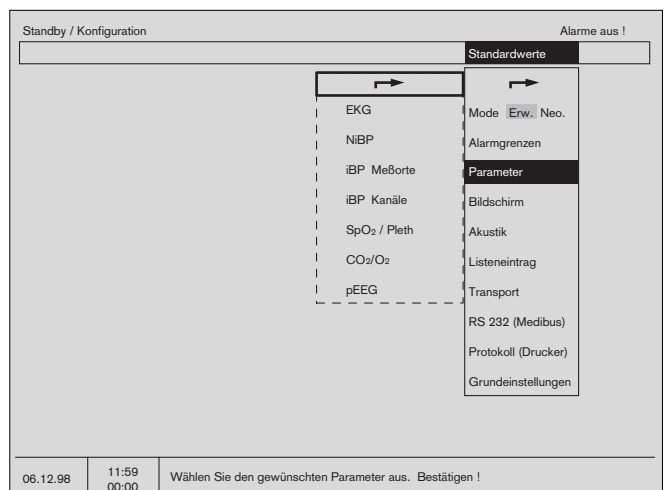 Standby / Konfiguration Alarme aus !
Standardwerte
EKG
NiBP
iBP Meßorte
iBP Kanäle
SpO₂ / Pleth
CO₂/O₂
pEEG
Mode Erw. Neo.
Alarmgrenzen
Parameter
Bildschirm
Akustik
Listeneintrag
Transport
RS 232 (Medibus)
Protokoll (Drucker)
Grundeinstellungen
06.12.98
11:59
00:00
Wählen Sie den gewünschten Parameter aus. Bestätigen !